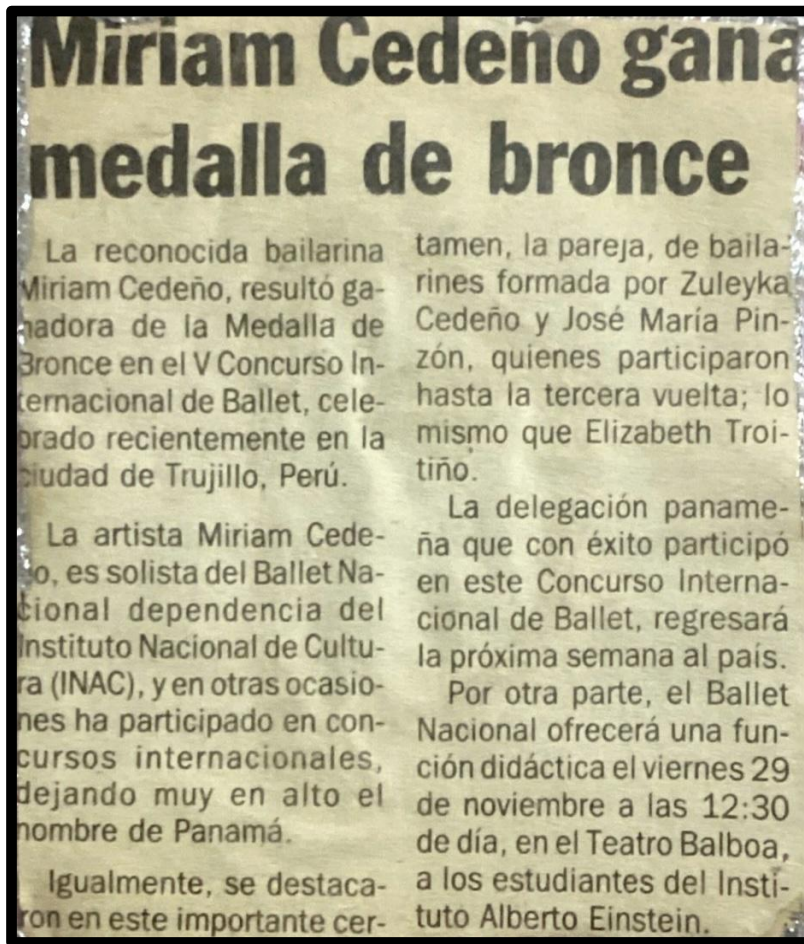 Miriam Cedeño gana
medalla de bronce
La reconocida bailarina
Miriam Cedeño, resultó ga-
nadora de la Medalla de
Bronce en el V Concurso In-
ternacional de Ballet, cele-
brado recientemente en la
ciudad de Trujillo, Perú.
La artista Miriam Cede-
ño, es solista del Ballet Na-
cional dependencia del
Instituto Nacional de Cultu-
ra (INAC), y en otras ocasio-
nes ha participado en con-
cursos internacionales,
dejando muy en alto el
nombre de Panamá.
Igualmente, se destaca-
ron en este importante cer-
tamen, la pareja, de baila-
rines formada por Zuleyka
Cedeño y José María Pin-
zón, quienes participaron
hasta la tercera vuelta; lo
mismo que Elizabeth Troi-
tiño.
La delegación paname-
ña que con éxito participó
en este Concurso Interna-
cional de Ballet, regresará
la próxima semana al país.
Por otra parte, el Ballet
Nacional ofrecerá una fun-
ción didáctica el viernes 29
de noviembre a las 12:30
de día, en el Teatro Balboa,
a los estudiantes del Insti-
tuto Alberto Einstein.